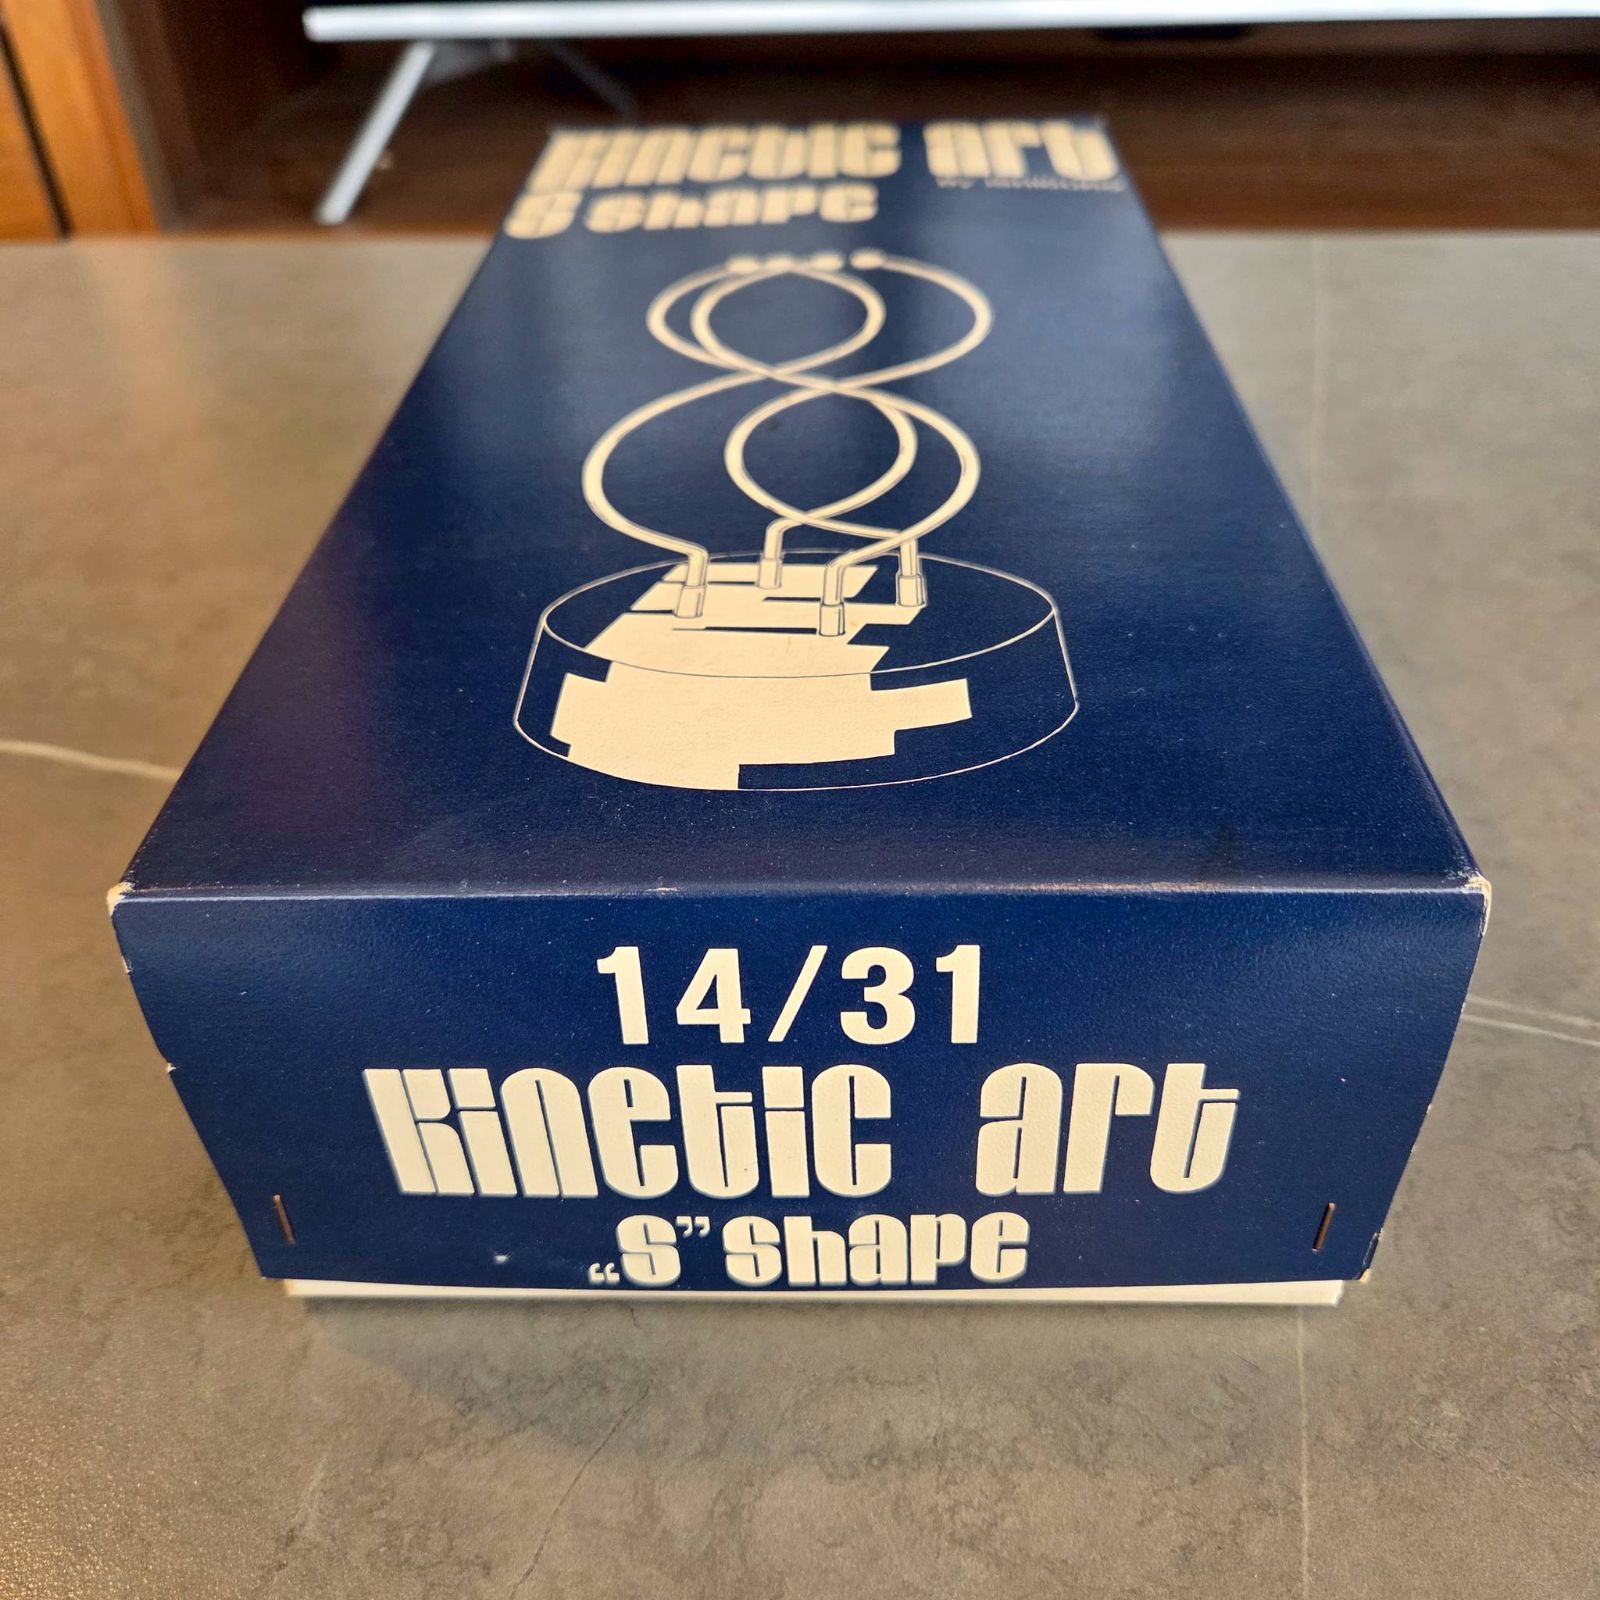 Kinetic art
S shape
14/31
Kinetic art
„S” shape